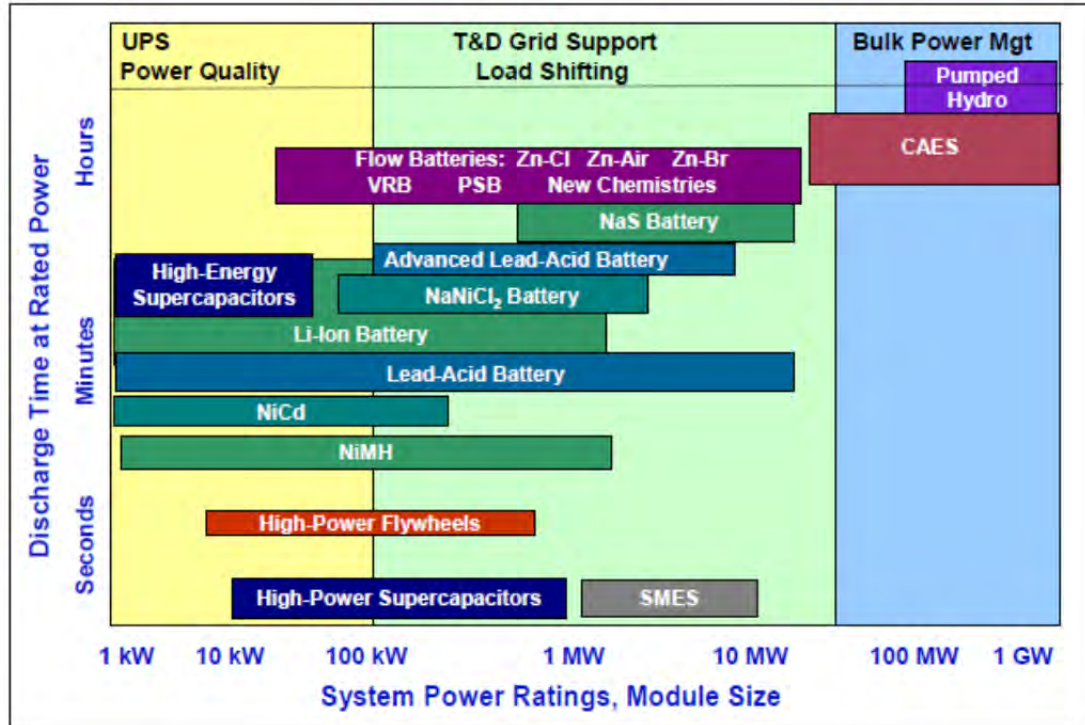 UPS
Power Quality
T&D Grid Support
Load Shifting
Bulk Power Mgt
Pumped
Hydro
CAES
Flow Batteries: Zn-Cl Zn-Air Zn-Br
VRB PSB New Chemistries
NaS Battery
Advanced Lead-Acid Battery
High-Energy
Supercapacitors
NaNiCl₂ Battery
Li-Ion Battery
Lead-Acid Battery
NiCd
NiMH
High-Power Flywheels
High-Power Supercapacitors
SMES
Discharge Time at Rated Power
Hours
Minutes
Seconds
1 kW 10 kW 100 kW 1 MW 10 MW 100 MW 1 GW
System Power Ratings, Module Size